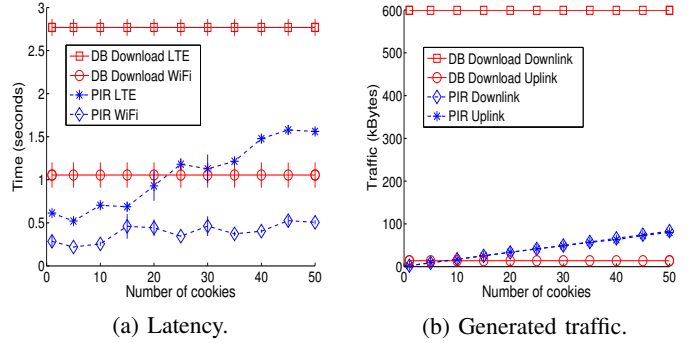 3
2.5
2
1.5
1
0.5
0
Time (seconds)
DB Download LTE
DB Download WiFi
PIR LTE
PIR WiFi
0 10 20 30 40 50
Number of cookies
(a) Latency.
600
500
400
300
200
100
0
Traffic (kBytes)
DB Download Downlink
DB Download Uplink
PIR Downlink
PIR Uplink
0 10 20 30 40 50
Number of cookies
(b) Generated traffic.